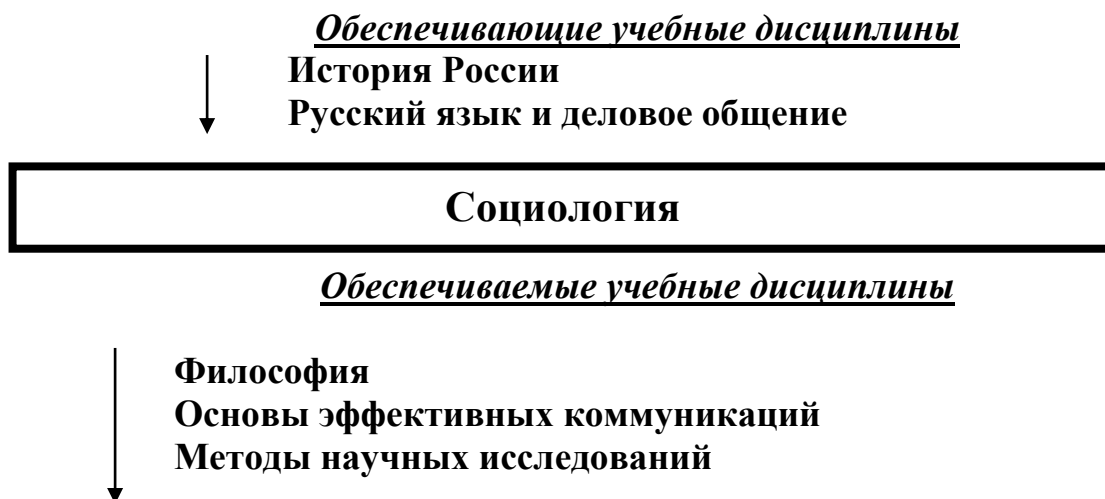 Обеспечивающие учебные дисциплины
История России
Русский язык и деловое общение
Социология
Обеспечиваемые учебные дисциплины
Философия
Основы эффективных коммуникаций
Методы научных исследований